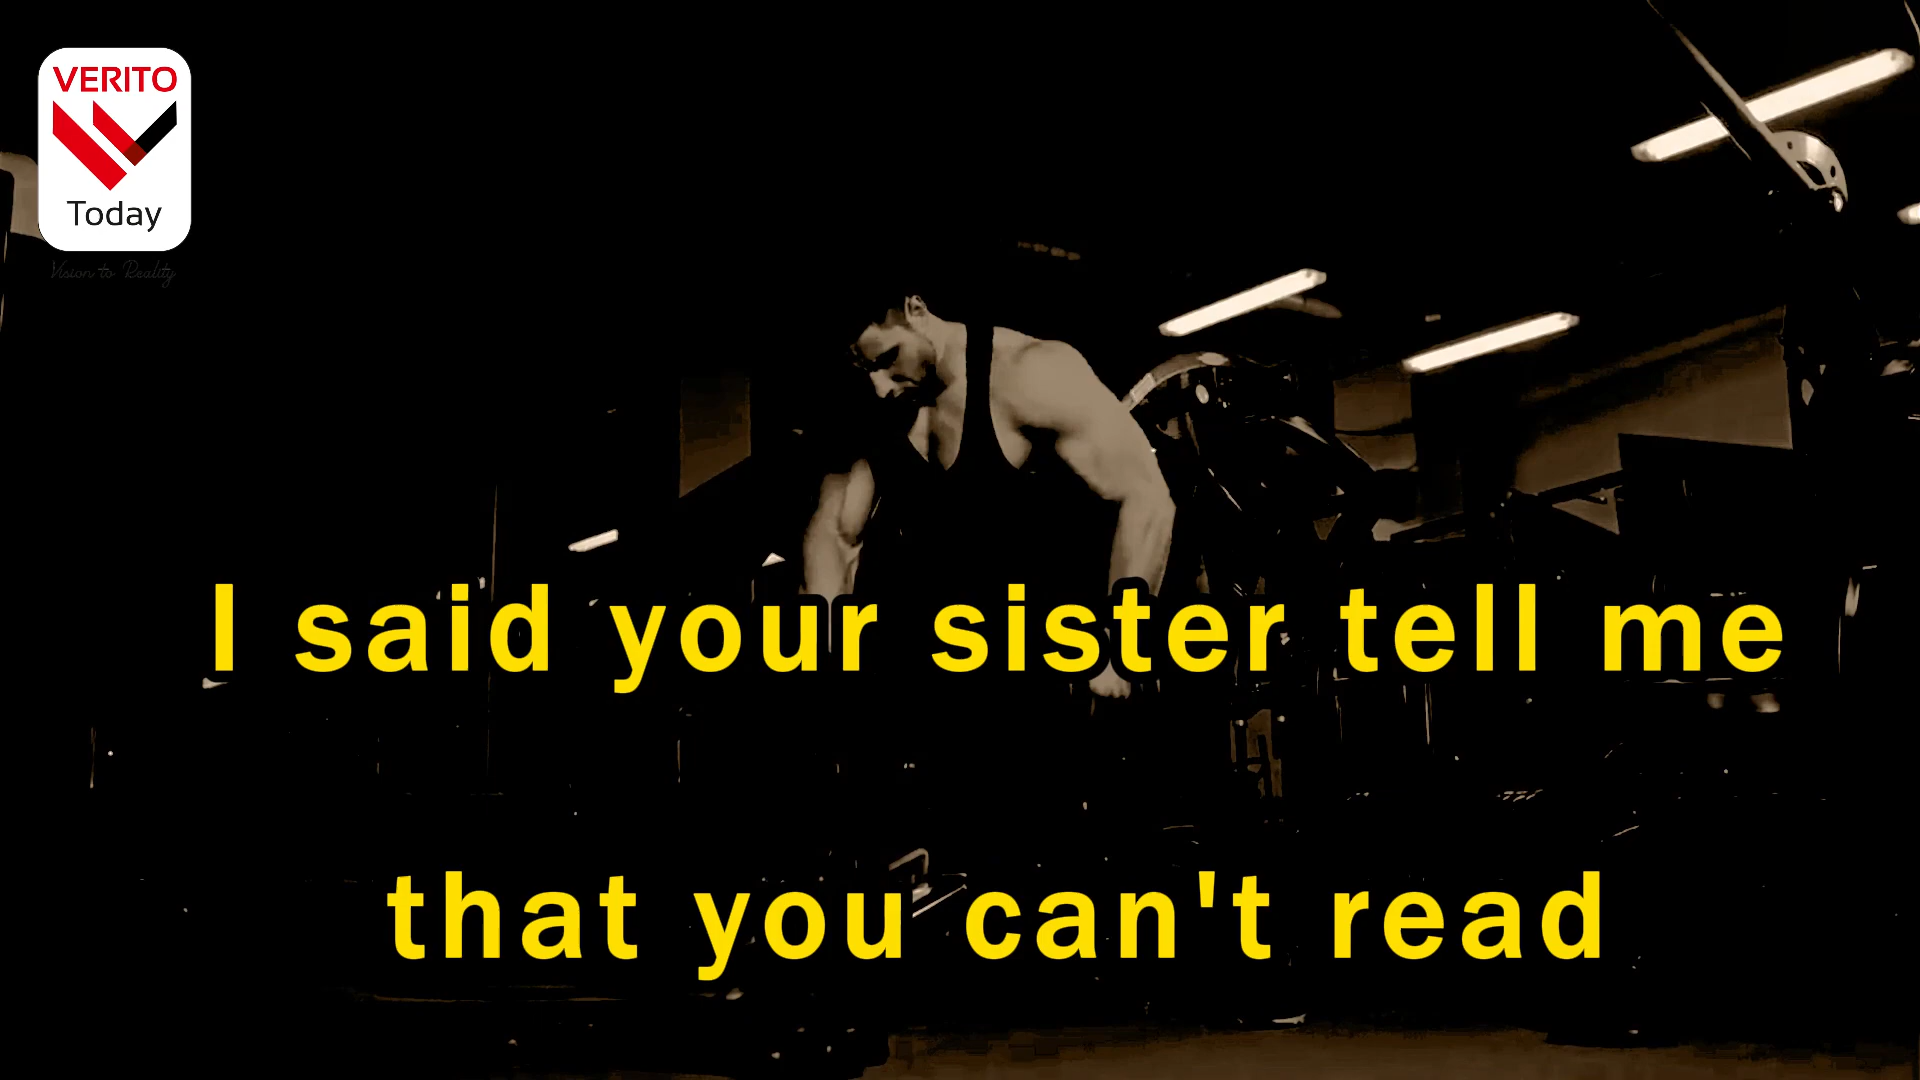 VERITO
Today
Vision to Reality
I said your sister tell me
that you can't read